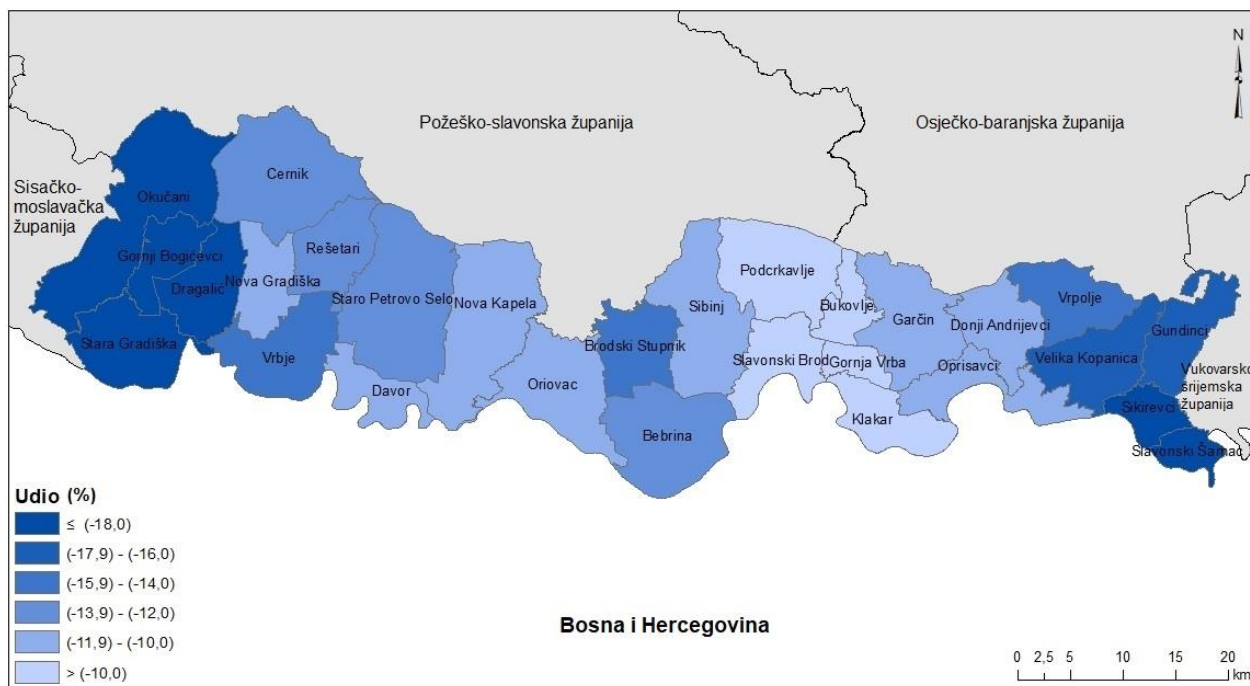 N
Požeško-slavonska županija
Osječko-baranjska županija
Sisačko-
moslavačka
županija
Okučani
Cernik
Gornji Bogićevci
Dragalić
Nova Gradiška
Rešetari
Staro Petrovo Selo
Nova Kapela
Stara Gradiška
Vrbje
Davor
Oriovac
Brodski Stupnik
Bebrina
Sibinj
Podcrkavlje
Bukovlje
Slavonski Brod
Gornja Vrba
Klakar
Garčin
Donji Andrijevci
Oprisavci
Vrpolje
Velika Kopanica
Gundinci
Vukovarsko
srijemska
županija
Sikirevci
Slavonski Šamac
Udio (%)
≤ (-18,0)
(-17,9) - (-16,0)
(-15,9) - (-14,0)
(-13,9) - (-12,0)
(-11,9) - (-10,0)
> (-10,0)
Bosna i Hercegovina
0 2,5 5 10 15 20
km